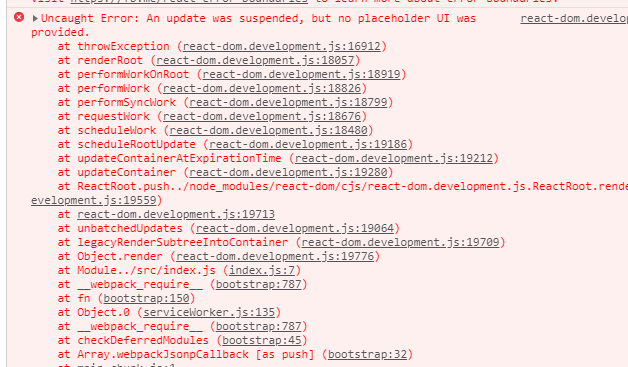 visit https://fb.me/react-error-boundaries to learn more about error boundaries.
Uncaught Error: An update was suspended, but no placeholder UI was react-dom.develo
provided.
at throwException (react-dom.development.js:16912)
at renderRoot (react-dom.development.js:18057)
at performWorkOnRoot (react-dom.development.js:18919)
at performWork (react-dom.development.js:18826)
at performSyncWork (react-dom.development.js:18799)
at requestWork (react-dom.development.js:18676)
at scheduleWork (react-dom.development.js:18480)
at scheduleRootUpdate (react-dom.development.js:19186)
at updateContainerAtExpirationTime (react-dom.development.js:19212)
at updateContainer (react-dom.development.js:19280)
at ReactRoot.push../node_modules/react-dom/cjs/react-dom.development.js.ReactRoot.rende
evelopment.js:19559)
at react-dom.development.js:19713
at unbatchedUpdates (react-dom.development.js:19064)
at legacyRenderSubtreeIntoContainer (react-dom.development.js:19709)
at Object.render (react-dom.development.js:19776)
at Module../src/index.js (index.js:7)
at __webpack_require__ (bootstrap:787)
at fn (bootstrap:150)
at Object.0 (serviceWorker.js:135)
at __webpack_require__ (bootstrap:787)
at checkDeferredModules (bootstrap:45)
at Array.webpackJsonpCallback [as push] (bootstrap:32)
at main.chunk.js:1